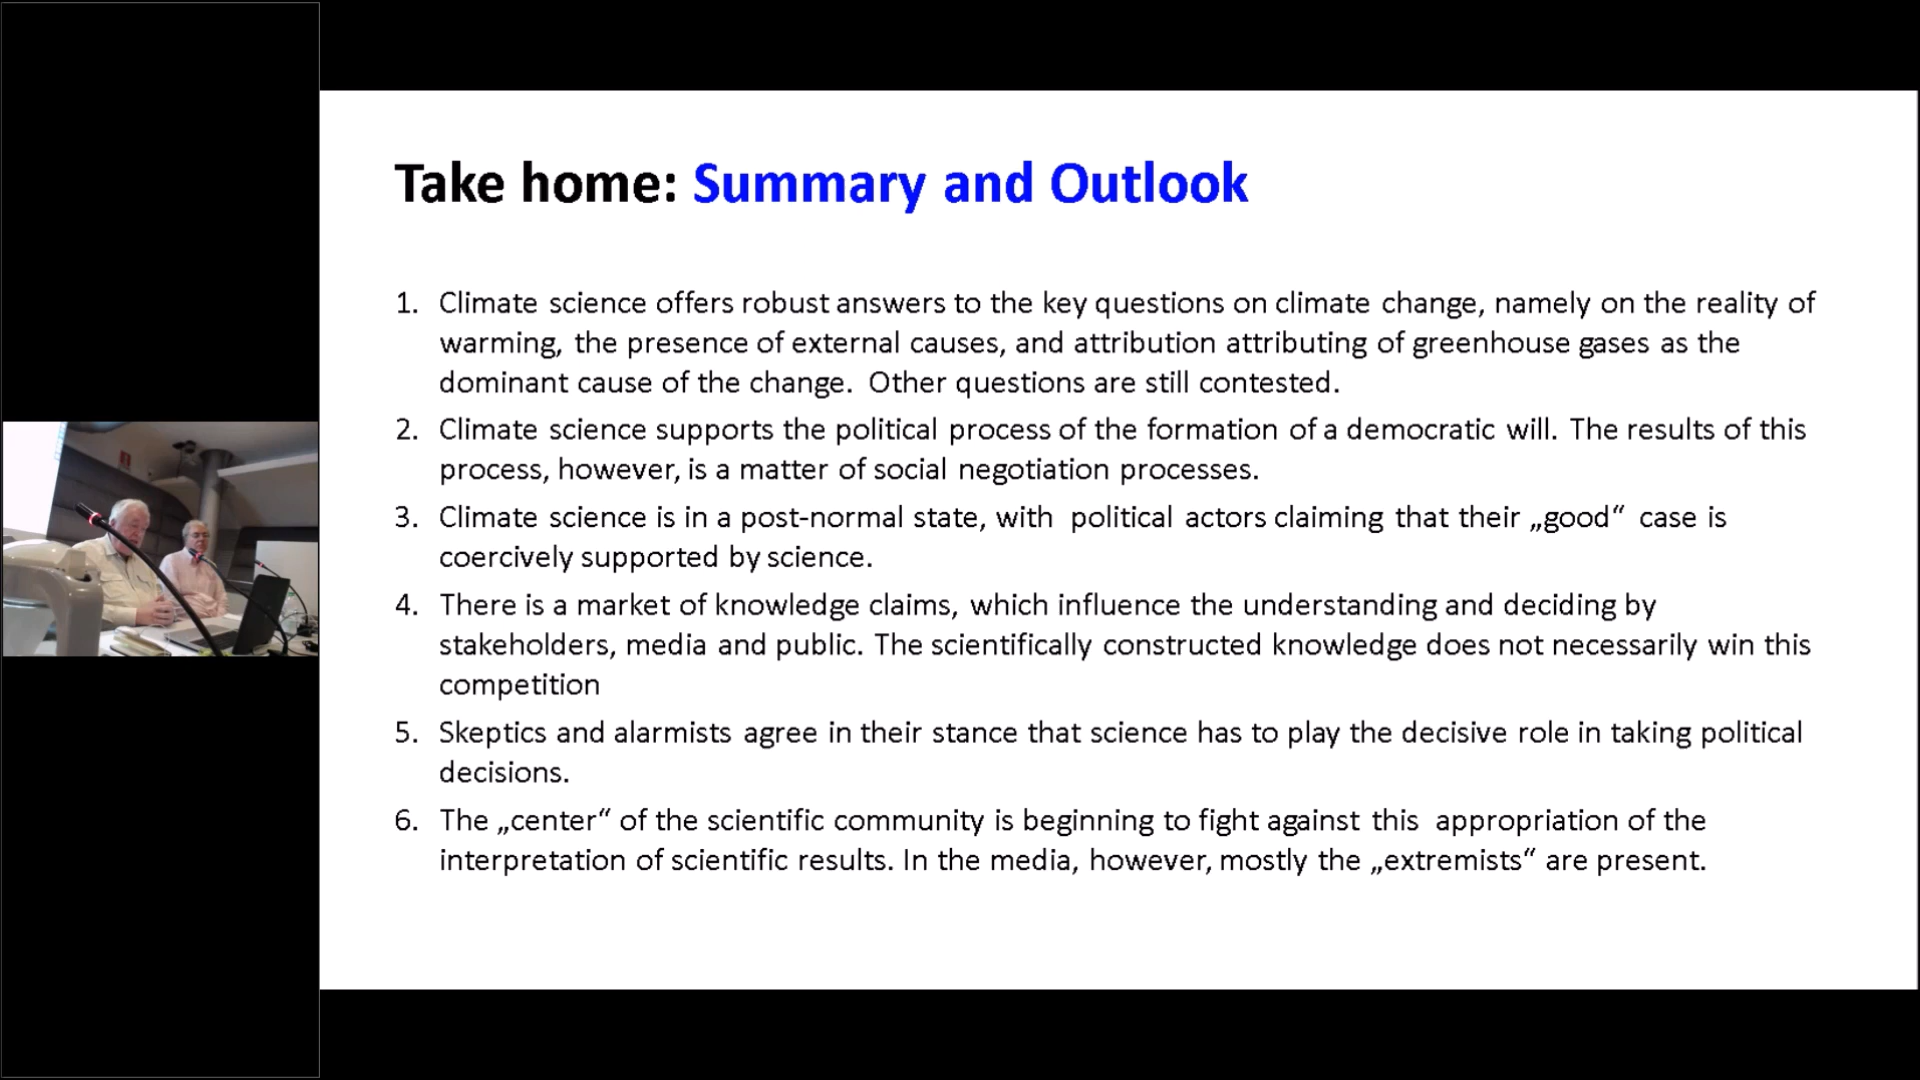 Take home: Summary and Outlook
1. Climate science offers robust answers to the key questions on climate change, namely on the reality of
warming, the presence of external causes, and attribution attributing of greenhouse gases as the
dominant cause of the change.  Other questions are still contested.
2. Climate science supports the political process of the formation of a democratic will. The results of this
process, however, is a matter of social negotiation processes.
3. Climate science is in a post-normal state, with  political actors claiming that their „good“ case is
coercively supported by science.
4. There is a market of knowledge claims, which influence the understanding and deciding by
stakeholders, media and public. The scientifically constructed knowledge does not necessarily win this
competition
5. Skeptics and alarmists agree in their stance that science has to play the decisive role in taking political
decisions.
6. The „center“ of the scientific community is beginning to fight against this  appropriation of the
interpretation of scientific results. In the media, however, mostly the „extremists“ are present.